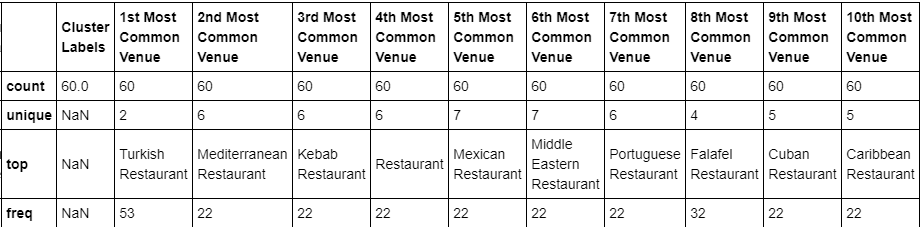 Cluster Labels 1st Most Common Venue 2nd Most Common Venue 3rd Most Common Venue 4th Most Common Venue 5th Most Common Venue 6th Most Common Venue 7th Most Common Venue 8th Most Common Venue 9th Most Common Venue 10th Most Common Venue
count 60.0 60 60 60 60 60 60 60 60 60 60
unique NaN 2 6 6 6 7 7 6 4 5 5
top NaN Turkish Restaurant Mediterranean Restaurant Kebab Restaurant Restaurant Mexican Restaurant Middle Eastern Restaurant Portuguese Restaurant Falafel Restaurant Cuban Restaurant Caribbean Restaurant
freq NaN 53 22 22 22 22 22 22 32 22 22